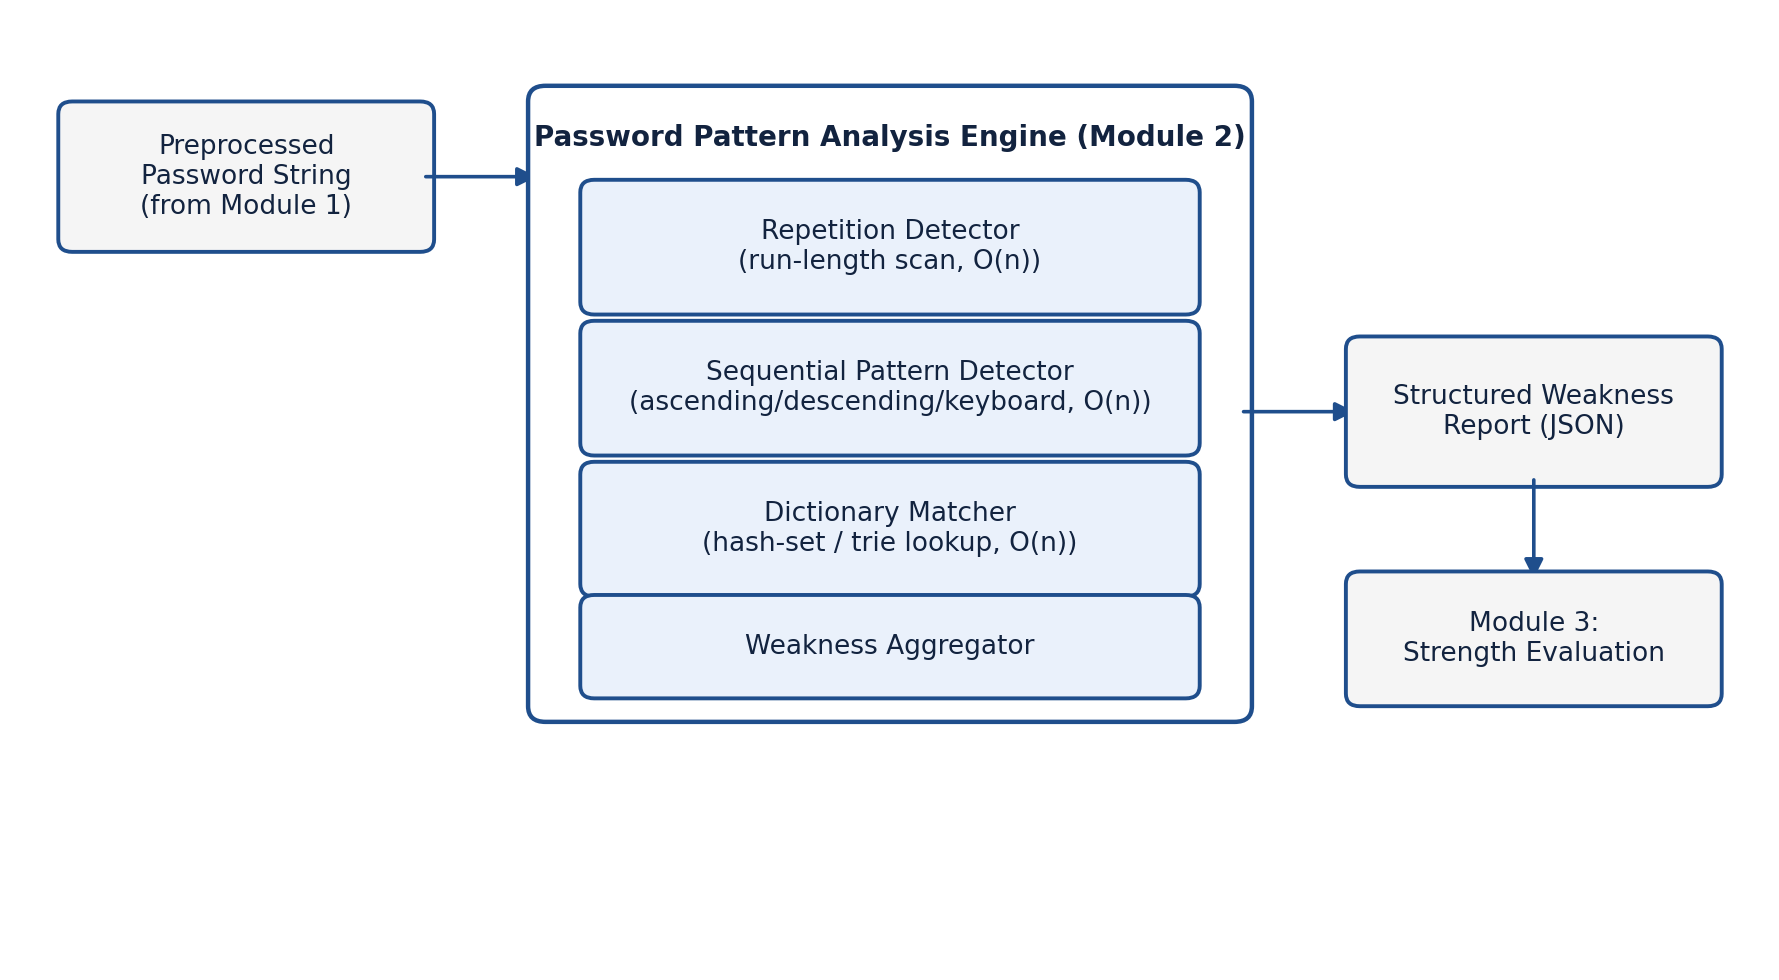 Preprocessed
Password String
(from Module 1)
Password Pattern Analysis Engine (Module 2)
Repetition Detector
(run-length scan, O(n))
Sequential Pattern Detector
(ascending/descending/keyboard, O(n))
Dictionary Matcher
(hash-set / trie lookup, O(n))
Weakness Aggregator
Structured Weakness
Report (JSON)
Module 3:
Strength Evaluation